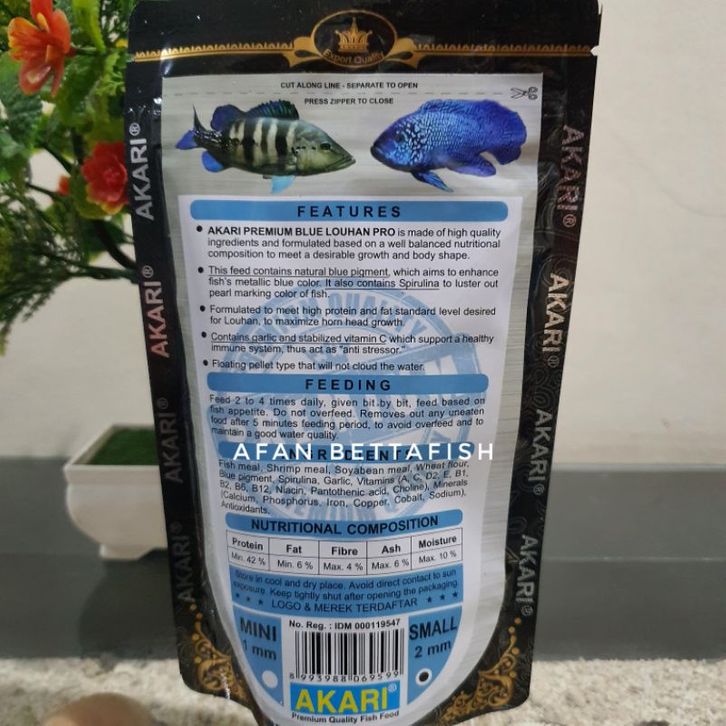 Export Quality
CUT ALONG LINE - SEPARATE TO OPEN
PRESS ZIPPER TO CLOSE
AKARI®
AKARI®
AKARI®
AKARI®
AKARI®
AKARI®
AKARI®
AKARI®
FEATURES
• AKARI PREMIUM BLUE LOUHAN PRO is made of high quality
ingredients and formulated based on a well balanced nutritional
composition to meet a desirable growth and body shape.
• This feed contains natural blue pigment, which aims to enhance
fish's metallic blue color. It also contains Spirulina to luster out
pearl marking color of fish.
• Formulated to meet high protein and fat standard level desired
for Louhan, to maximize horn head growth.
• Contains garlic and stabilized vitamin C which support a healthy
immune system, thus act as "anti stressor."
• Floating pellet type that will not cloud the water.
FEEDING
Feed 2 to 4 times daily, given bit by bit, feed based on
fish appetite. Do not overfeed. Removes out any uneaten
food after 5 minutes feeding period, to avoid overfeed and to
maintain a good water quality.
AFAN BETTAFISH
INGREDIENTS
Fish meal, Shrimp meal, Soyabean meal, Wheat flour,
Blue pigment, Spirulina, Garlic, Vitamins (A, C, D2, E, B1,
B2, B6, B12, Niacin, Pantothenic acid, Choline), Minerals
(Calcium, Phosphorus, Iron, Copper, Cobalt, Sodium),
Antioxidants.
NUTRITIONAL COMPOSITION
Protein Fat Fibre Ash Moisture
Min. 42 % Min. 6 % Max. 4 % Max. 6 % Max. 10 %
Store in cool and dry place. Avoid direct contact to sun
exposure. Keep tightly shut after opening the packaging.
★ ★ ★ LOGO & MEREK TERDAFTAR ★ ★ ★
No. Reg. : IDM 000119547
MINI
1 mm
SMALL
2 mm
8 993988 069599
AKARI®
Premium Quality Fish Food